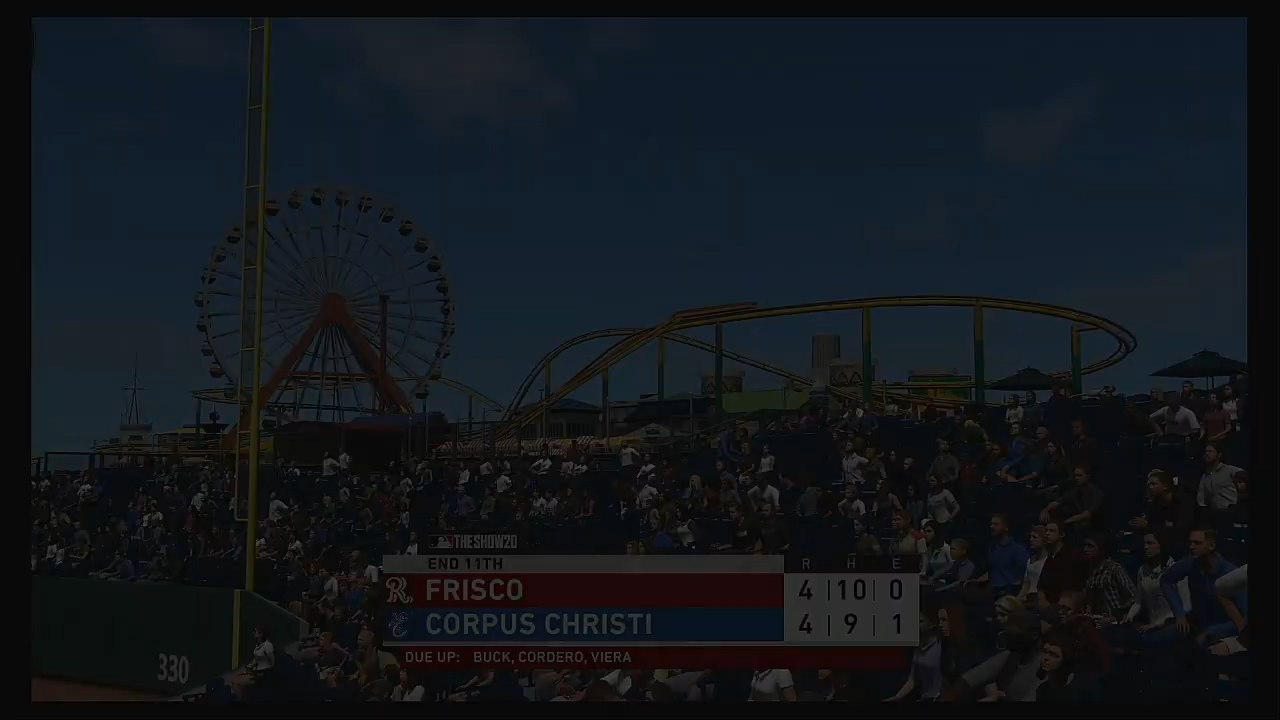 THE SHOW 20
END 11TH R H E
R FRISCO 4 10 0
CORPUS CHRISTI 4 9 1
DUE UP: BUCK, CORDERO, VIERA
330